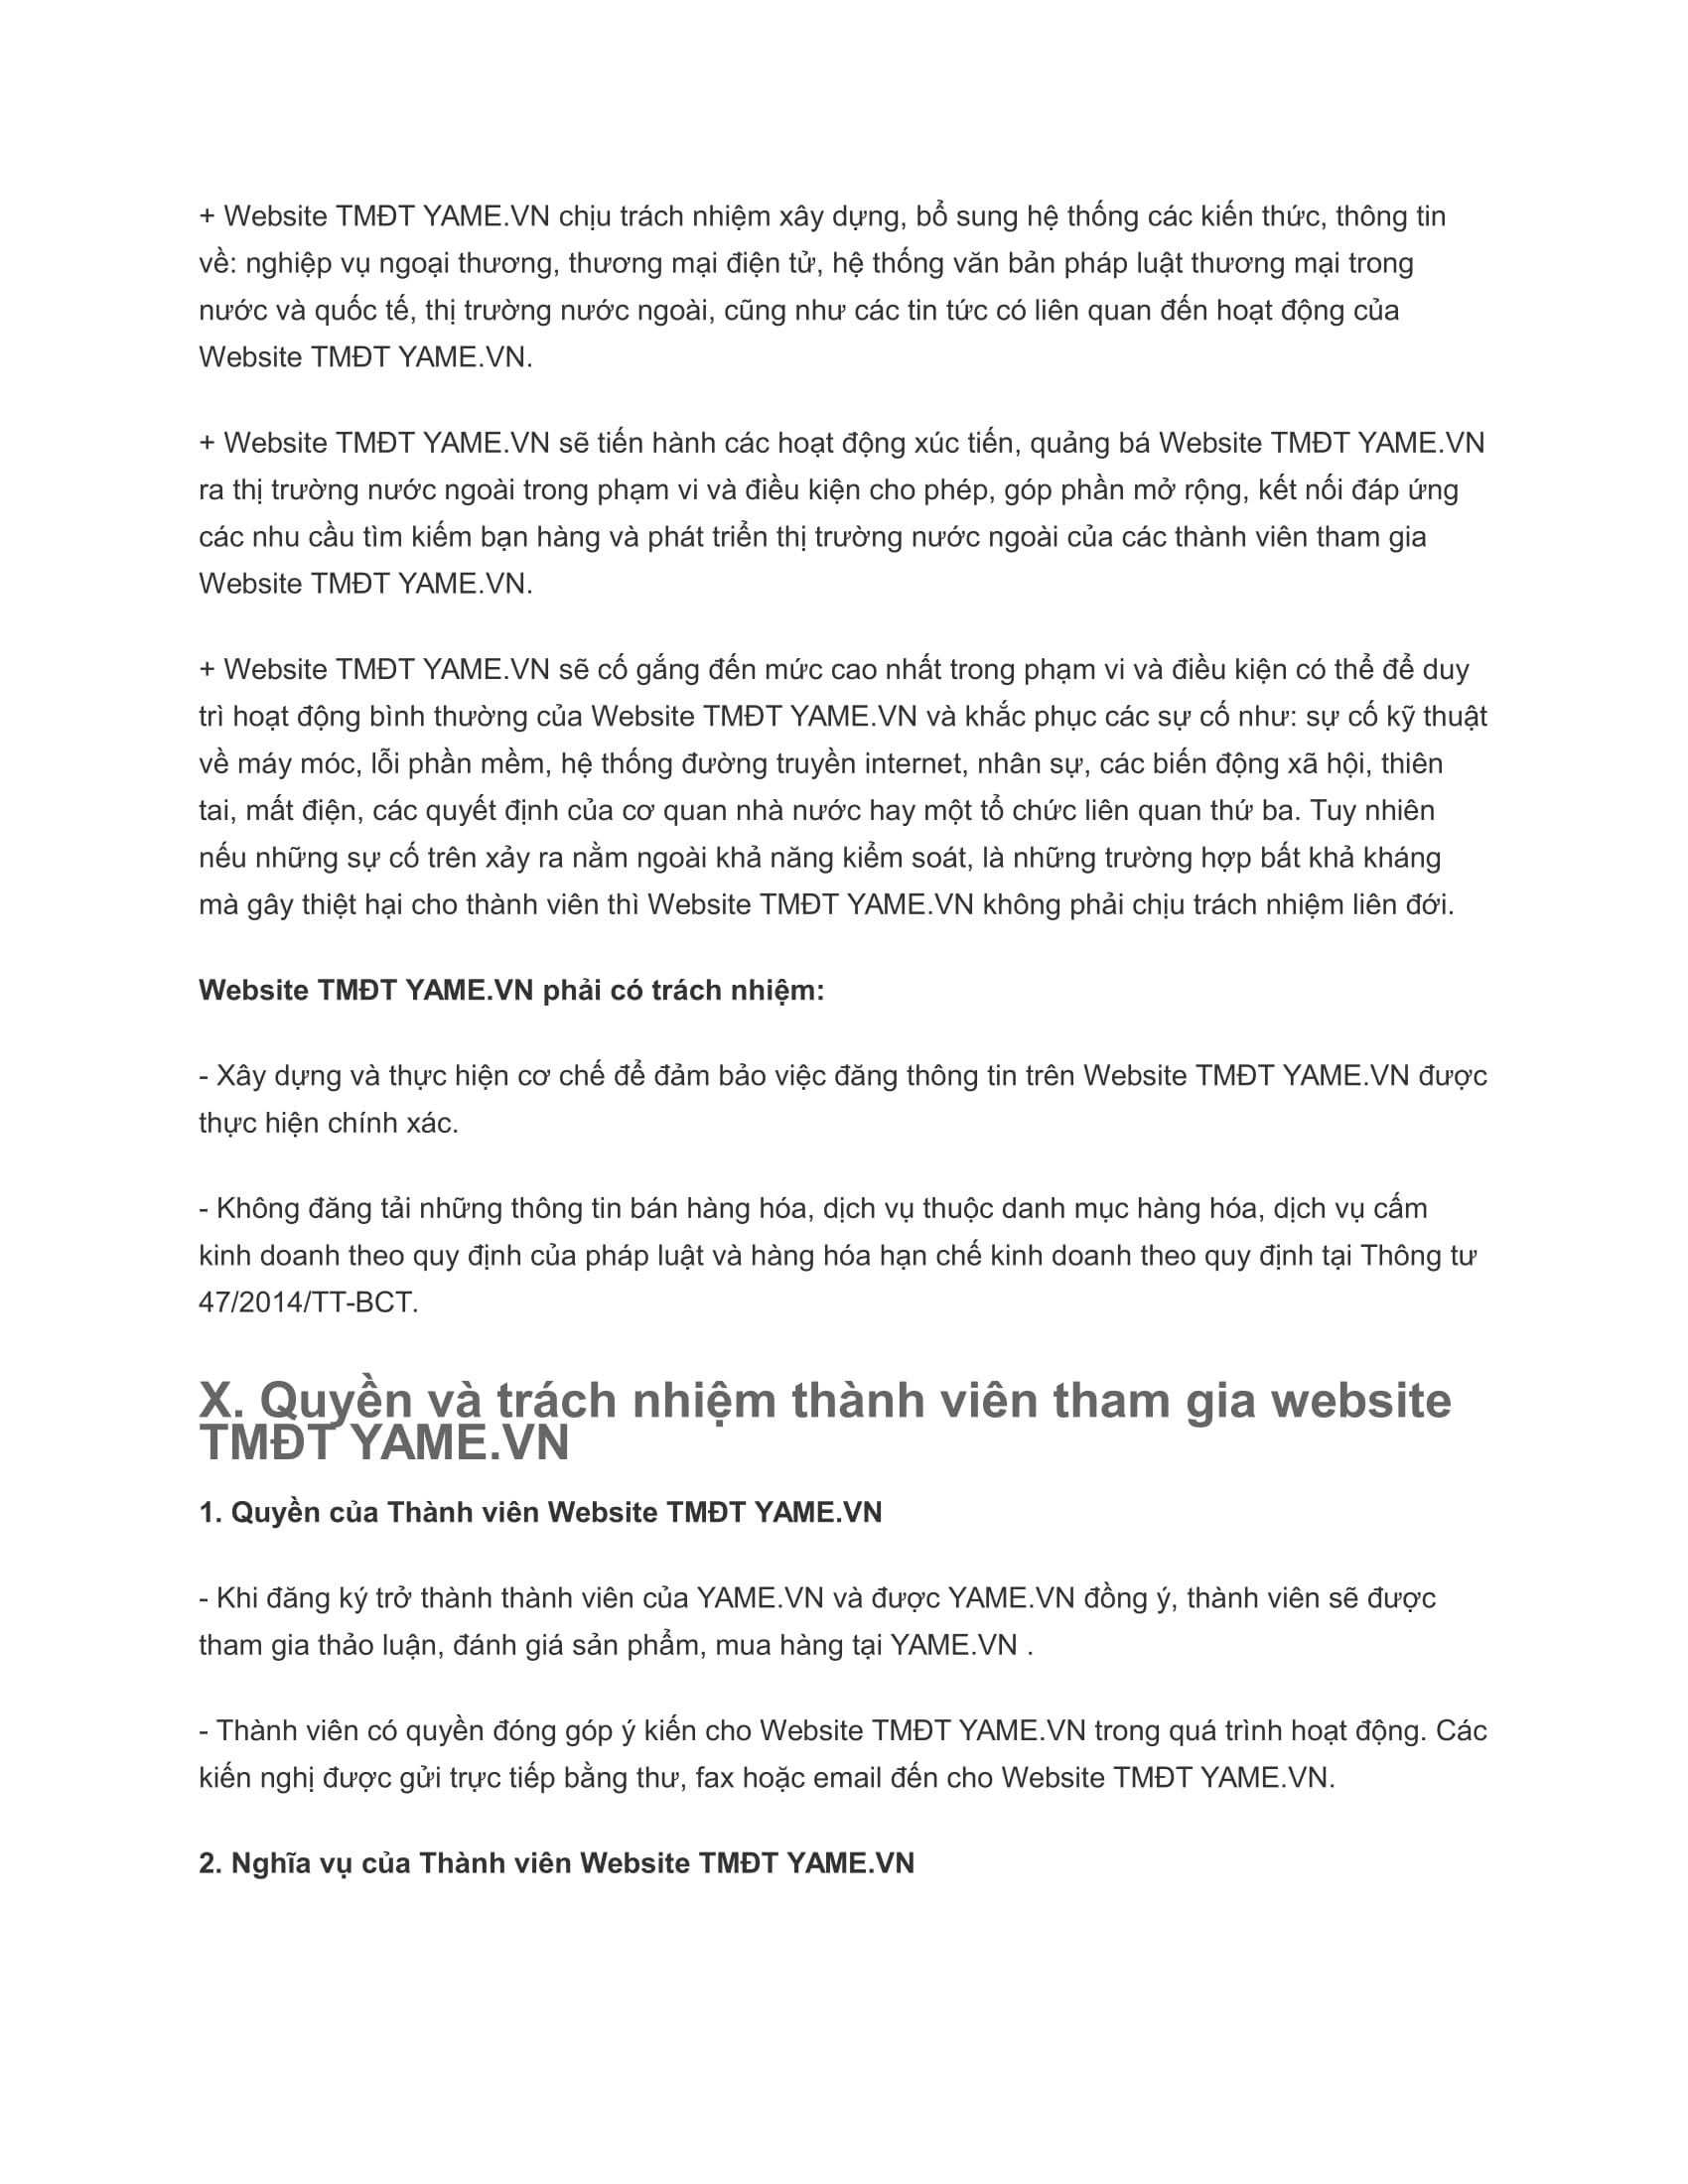 + Website TMĐT YAME.VN chịu trách nhiệm xây dựng, bổ sung hệ thống các kiến thức, thông tin
về: nghiệp vụ ngoại thương, thương mại điện tử, hệ thống văn bản pháp luật thương mại trong
nước và quốc tế, thị trường nước ngoài, cũng như các tin tức có liên quan đến hoạt động của
Website TMĐT YAME.VN.
+ Website TMĐT YAME.VN sẽ tiến hành các hoạt động xúc tiến, quảng bá Website TMĐT YAME.VN
ra thị trường nước ngoài trong phạm vi và điều kiện cho phép, góp phần mở rộng, kết nối đáp ứng
các nhu cầu tìm kiếm bạn hàng và phát triển thị trường nước ngoài của các thành viên tham gia
Website TMĐT YAME.VN.
+ Website TMĐT YAME.VN sẽ cố gắng đến mức cao nhất trong phạm vi và điều kiện có thể để duy
trì hoạt động bình thường của Website TMĐT YAME.VN và khắc phục các sự cố như: sự cố kỹ thuật
về máy móc, lỗi phần mềm, hệ thống đường truyền internet, nhân sự, các biến động xã hội, thiên
tai, mất điện, các quyết định của cơ quan nhà nước hay một tổ chức liên quan thứ ba. Tuy nhiên
nếu những sự cố trên xảy ra nằm ngoài khả năng kiểm soát, là những trường hợp bất khả kháng
mà gây thiệt hại cho thành viên thì Website TMĐT YAME.VN không phải chịu trách nhiệm liên đới.
Website TMĐT YAME.VN phải có trách nhiệm:
- Xây dựng và thực hiện cơ chế để đảm bảo việc đăng thông tin trên Website TMĐT YAME.VN được
thực hiện chính xác.
- Không đăng tải những thông tin bán hàng hóa, dịch vụ thuộc danh mục hàng hóa, dịch vụ cấm
kinh doanh theo quy định của pháp luật và hàng hóa hạn chế kinh doanh theo quy định tại Thông tư
47/2014/TT-BCT.
X. Quyền và trách nhiệm thành viên tham gia website
TMĐT YAME.VN
1. Quyền của Thành viên Website TMĐT YAME.VN
- Khi đăng ký trở thành thành viên của YAME.VN và được YAME.VN đồng ý, thành viên sẽ được
tham gia thảo luận, đánh giá sản phẩm, mua hàng tại YAME.VN .
- Thành viên có quyền đóng góp ý kiến cho Website TMĐT YAME.VN trong quá trình hoạt động. Các
kiến nghị được gửi trực tiếp bằng thư, fax hoặc email đến cho Website TMĐT YAME.VN.
2. Nghĩa vụ của Thành viên Website TMĐT YAME.VN